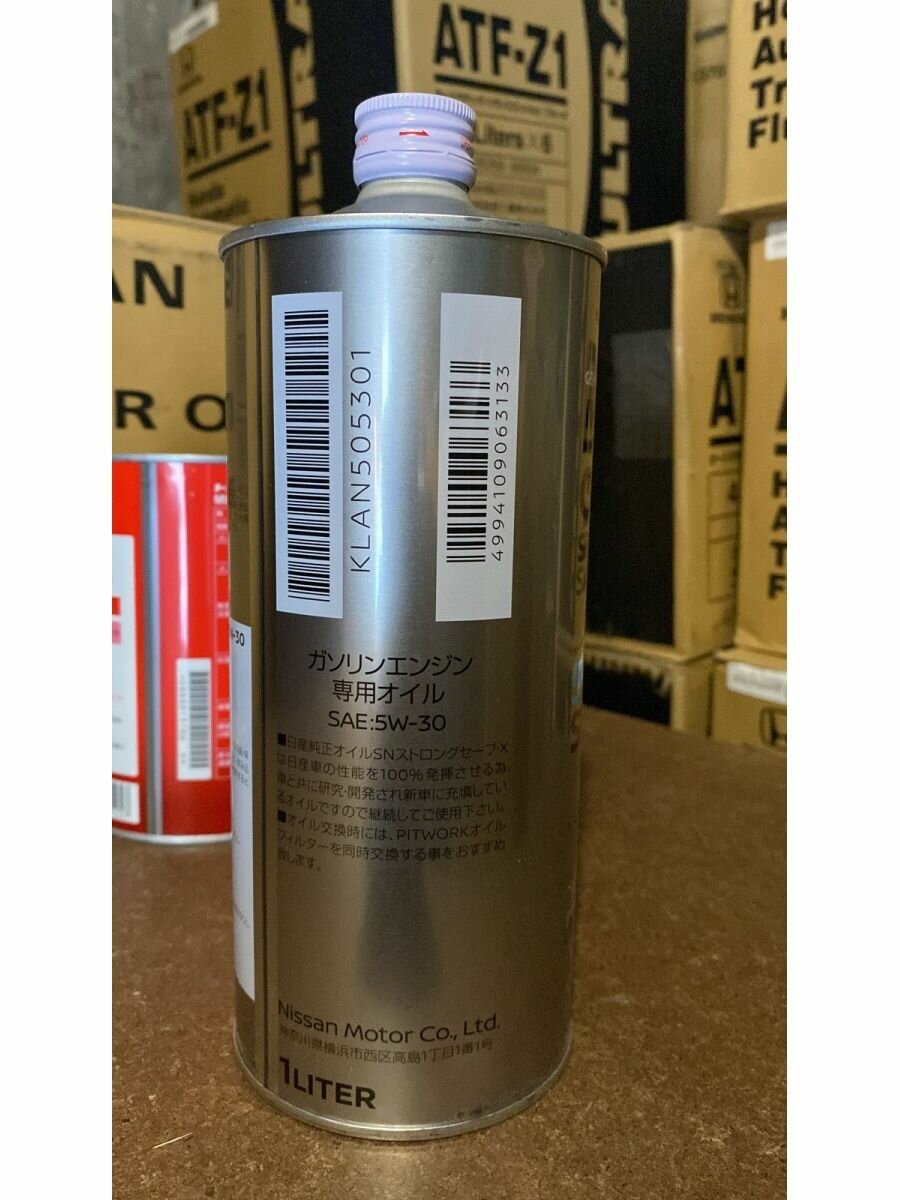 ATF-Z1
ATF-Z1
Liters×6
ULTRA
AN
R O
KLAN505301
4994109063133
W-30
ガソリンエンジン
専用オイル
SAE:5W-30
■日産純正オイルSNストロングセーブ・X
は日産車の性能を100%発揮させる為、
車と共に研究・開発され新車に充填してい
るオイルですので継続してご使用下さい。
■オイル交換時には、PITWORKオイル
フィルターを同時交換する事をおすすめ
致します。
Nissan Motor Co., Ltd.
神奈川県横浜市西区高島1丁目1番1号
1LITER